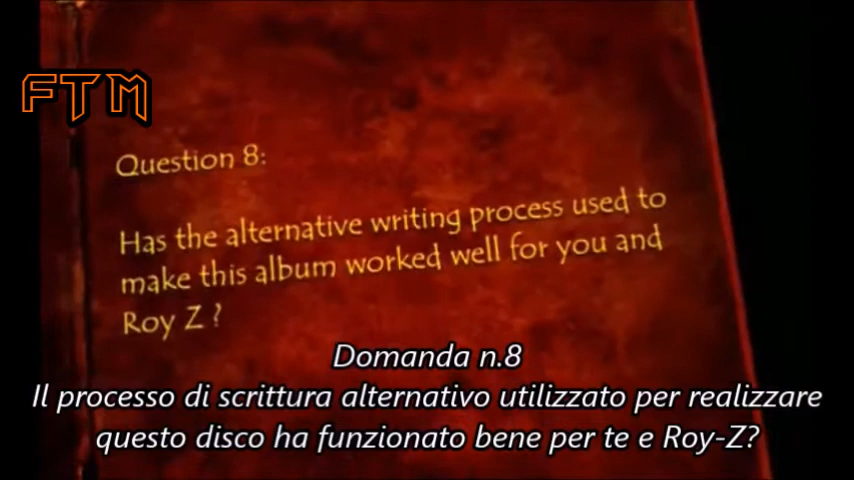 FTM
Question 8:
Has the alternative writing process used to
make this album worked well for you and
Roy Z ?
Domanda n.8
Il processo di scrittura alternativo utilizzato per realizzare
questo disco ha funzionato bene per te e Roy-Z?